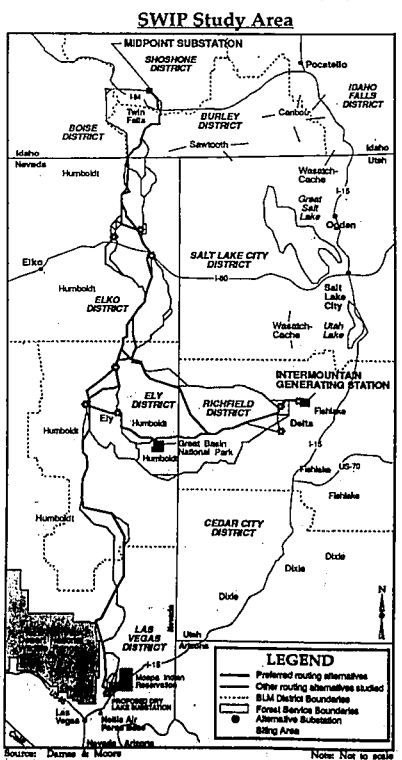 SWIP Study Area
MIDPOINT SUBSTATION
SHOSHONE
DISTRICT
Pocatello
IDAHO
FALLS
DISTRICT
I-84
Twin
Falls
BOISE
DISTRICT
BURLEY
DISTRICT
Caribou
Sawtooth
Idaho
Nevada
Idaho
Utah
Humboldt
Wasatch-
Cache
I-15
Great
Salt
Lake
Ogden
SALT LAKE CITY
DISTRICT
Elko
I-80
Humboldt
ELKO
DISTRICT
Salt
Lake
City
Wasatch-
Cache
Utah
Lake
INTERMOUNTAIN
GENERATING STATION
ELY
DISTRICT
RICHFIELD
DISTRICT
Fishlake
Ely
Humboldt
Delta
Humboldt
Great Basin
National Park
Humboldt
I-15
Fishlake
US-70
Fishlake
Humboldt
CEDAR CITY
DISTRICT
Dixie
Dixie
Dixie
N
LAS
VEGAS
DISTRICT
Nevada
Utah
Arizona
I-15
Moapa Indian
Reservation
PROPOSED DRY
LAKE SUBSTATION
Las
Vegas
Nellis Air
Force Base
Nevada
Arizona
Calif
LEGEND
Preferred routing alternatives
Other routing alternatives studied
BLM District Boundaries
Forest Service Boundaries
Alternative Substation
Siting Area
Source: Dames & Moore
Note: Not to scale